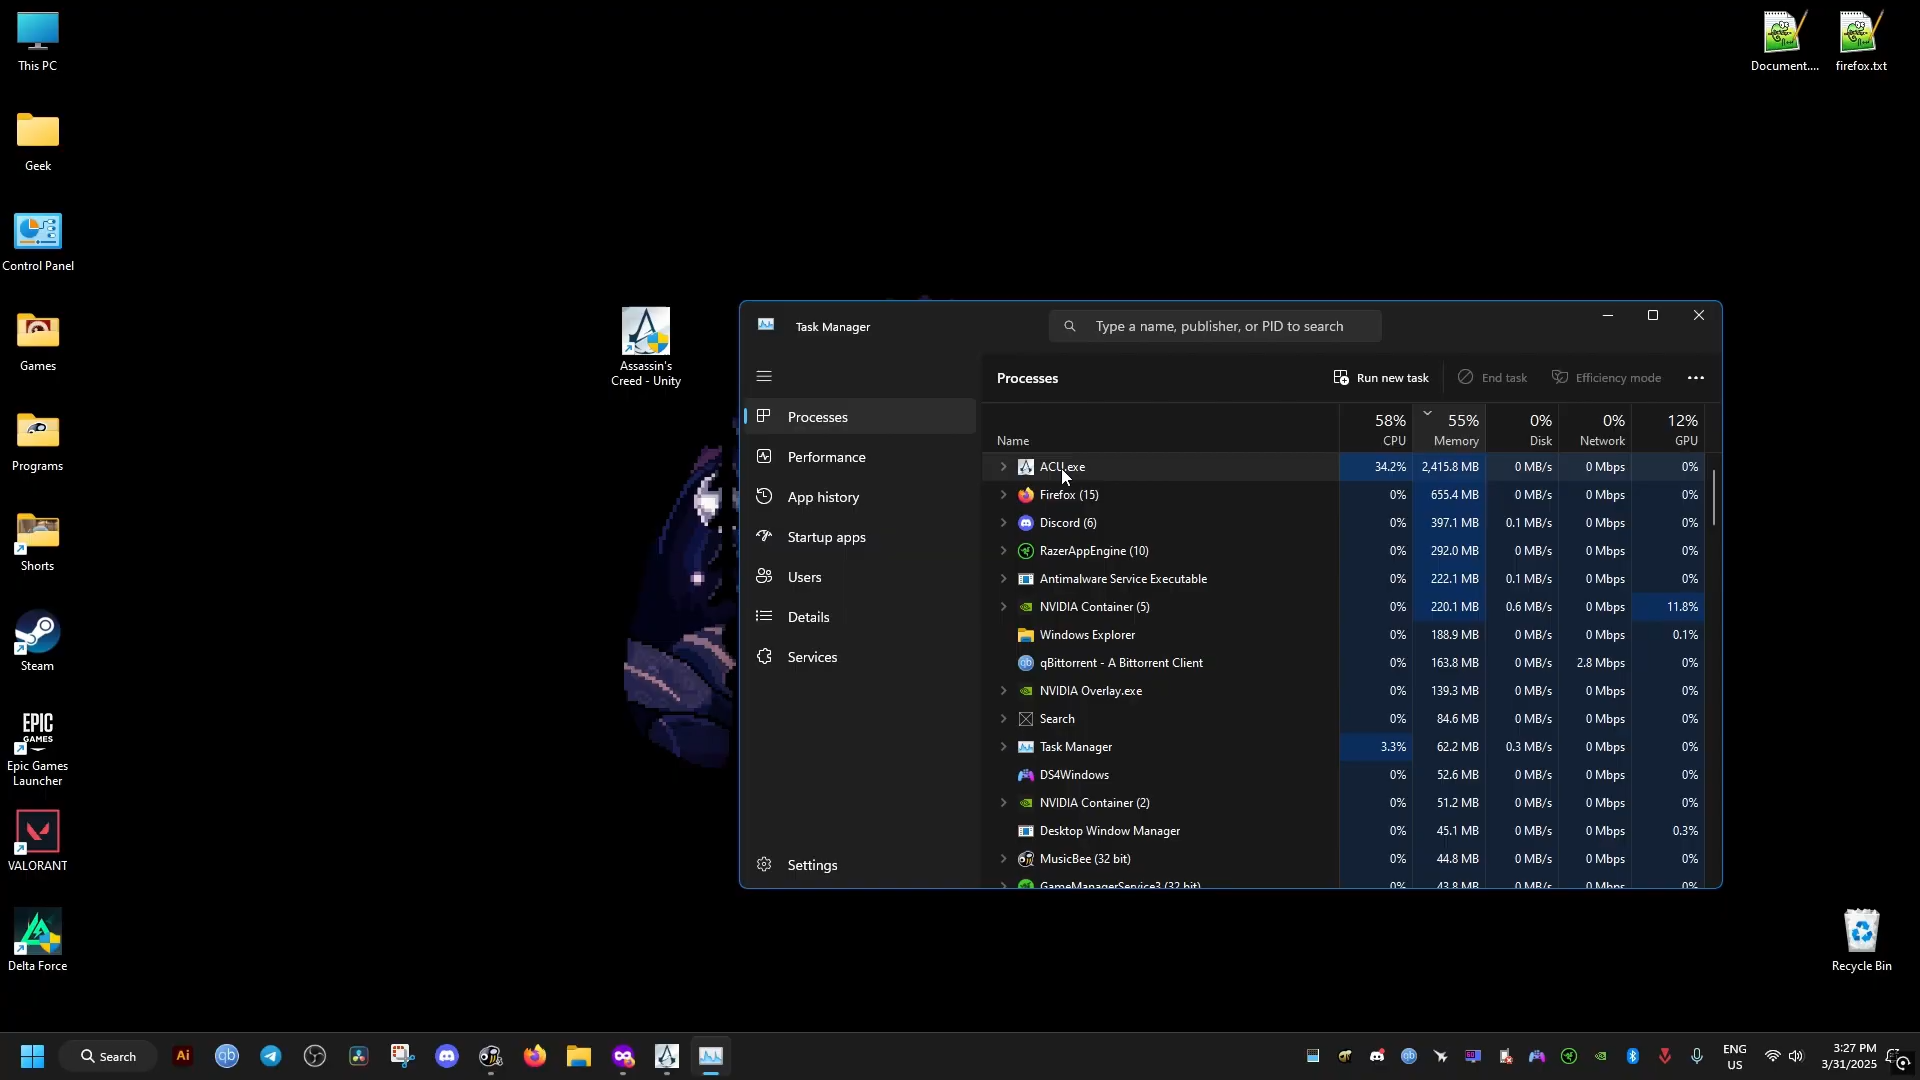 This PC
Geek
Control Panel
Games
Programs
Shorts
Steam
EPIC
GAMES
Epic Games
Launcher
VALORANT
Delta Force
Document....
firefox.txt
Assassin's
Creed - Unity
Recycle Bin
Task Manager
Type a name, publisher, or PID to search
Processes
Performance
App history
Startup apps
Users
Details
Services
Settings
Processes
Run new task
End task
Efficiency mode
58% 55% 0% 0% 12%
Name CPU Memory Disk Network GPU
ACU.exe 34.2% 2,415.8 MB 0 MB/s 0 Mbps 0%
Firefox (15) 0% 655.4 MB 0 MB/s 0 Mbps 0%
Discord (6) 0% 397.1 MB 0.1 MB/s 0 Mbps 0%
RazerAppEngine (10) 0% 292.0 MB 0 MB/s 0 Mbps 0%
Antimalware Service Executable 0% 222.1 MB 0.1 MB/s 0 Mbps 0%
NVIDIA Container (5) 0% 220.1 MB 0.6 MB/s 0 Mbps 11.8%
Windows Explorer 0% 188.9 MB 0 MB/s 0 Mbps 0.1%
qBittorrent - A Bittorrent Client 0% 163.8 MB 0 MB/s 2.8 Mbps 0%
NVIDIA Overlay.exe 0% 139.3 MB 0 MB/s 0 Mbps 0%
Search 0% 84.6 MB 0 MB/s 0 Mbps 0%
Task Manager 3.3% 62.2 MB 0.3 MB/s 0 Mbps 0%
DS4Windows 0% 52.6 MB 0 MB/s 0 Mbps 0%
NVIDIA Container (2) 0% 51.2 MB 0 MB/s 0 Mbps 0%
Desktop Window Manager 0% 45.1 MB 0 MB/s 0 Mbps 0.3%
MusicBee (32 bit) 0% 44.8 MB 0 MB/s 0 Mbps 0%
GameManagerService3 (32 bit) 0% 43.8 MB 0 MB/s 0 Mbps 0%
Search
Ai
qb
ENG
US
3:27 PM
3/31/2025